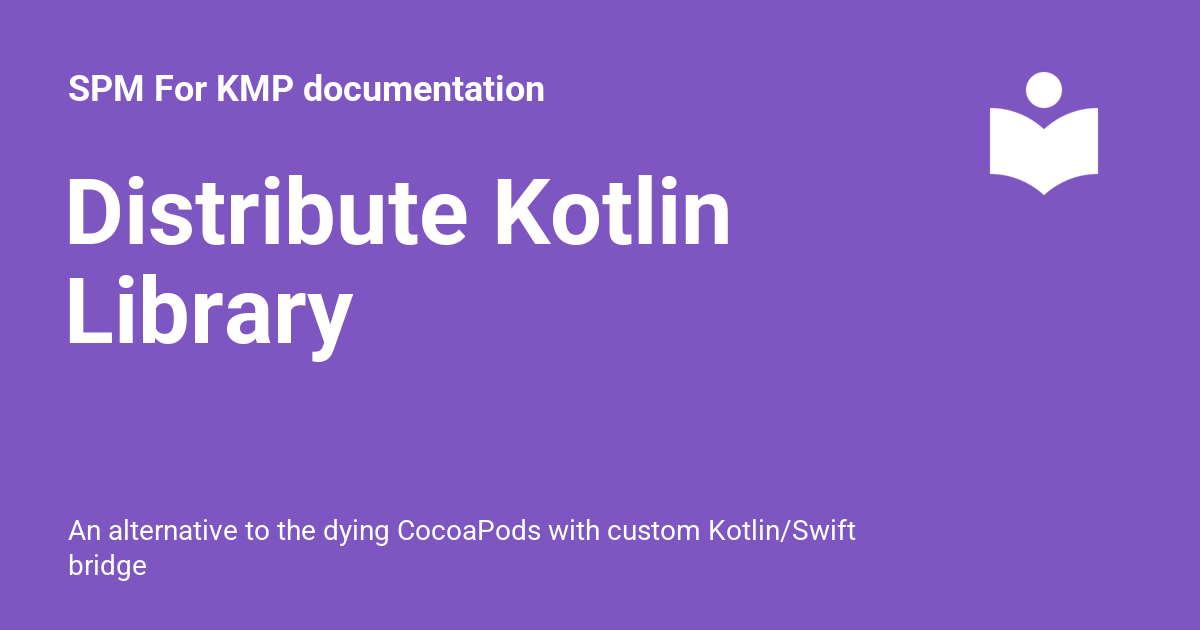 SPM For KMP documentation
Distribute Kotlin
Library
An alternative to the dying CocoaPods with custom Kotlin/Swift
bridge